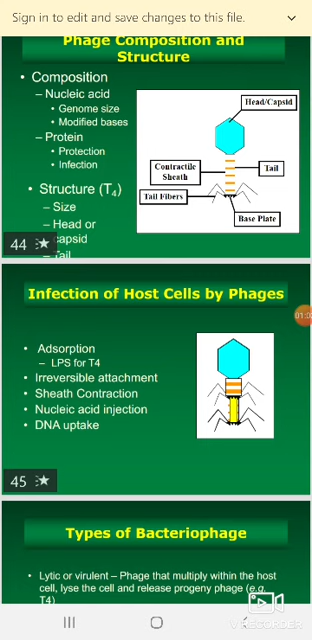 Sign in to edit and save changes to this file.
Phage Composition and
Structure
• Composition
– Nucleic acid
• Genome size
• Modified bases
– Protein
• Protection
• Infection
• Structure (T4)
– Size
– Head or
capsid
– Tail
Head/Capsid
Contractile
Sheath
Tail
Tail Fibers
Base Plate
44
Infection of Host Cells by Phages
• Adsorption
– LPS for T4
• Irreversible attachment
• Sheath Contraction
• Nucleic acid injection
• DNA uptake
45
Types of Bacteriophage
• Lytic or virulent – Phage that multiply within the host
cell, lyse the cell and release progeny phage (e.g.
T4)